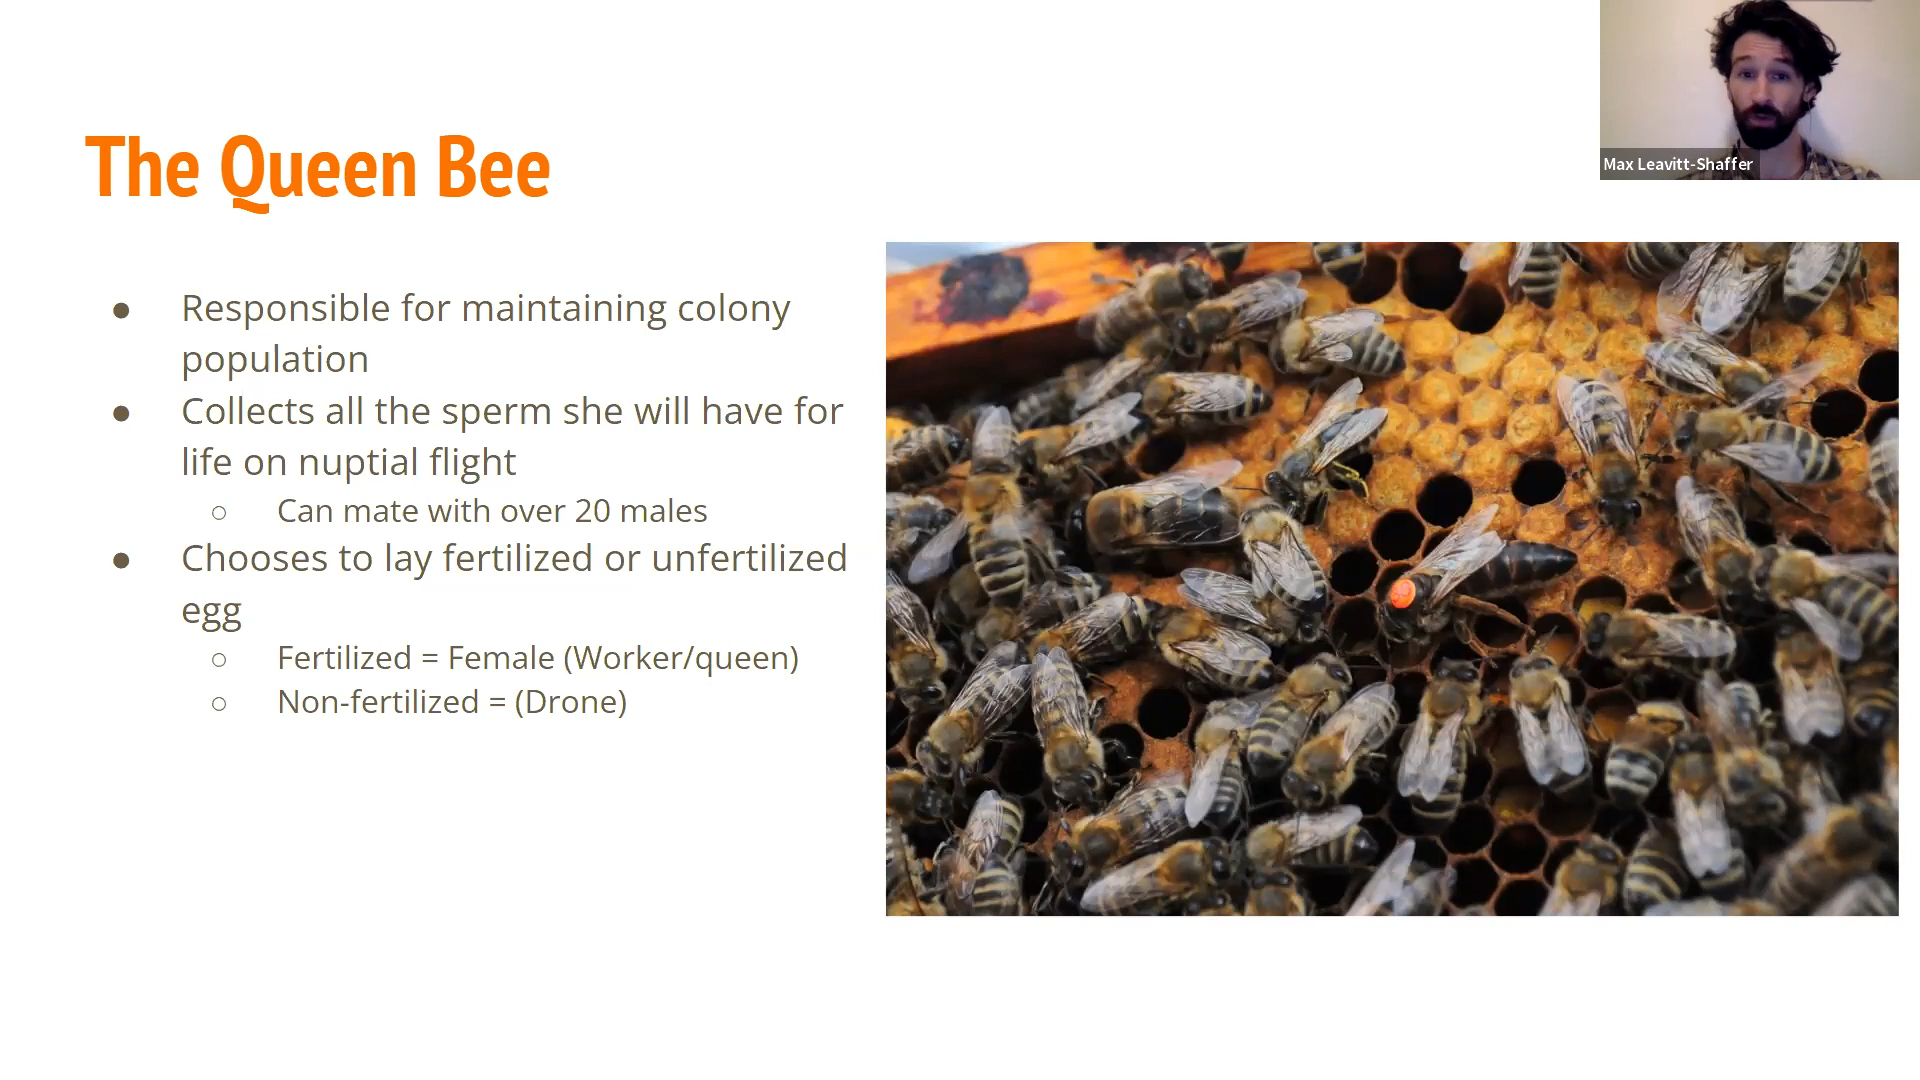 Max Leavitt-Shaffer
The Queen Bee
● Responsible for maintaining colony
population
● Collects all the sperm she will have for
life on nuptial flight
○ Can mate with over 20 males
● Chooses to lay fertilized or unfertilized
egg
○ Fertilized = Female (Worker/queen)
○ Non-fertilized = (Drone)